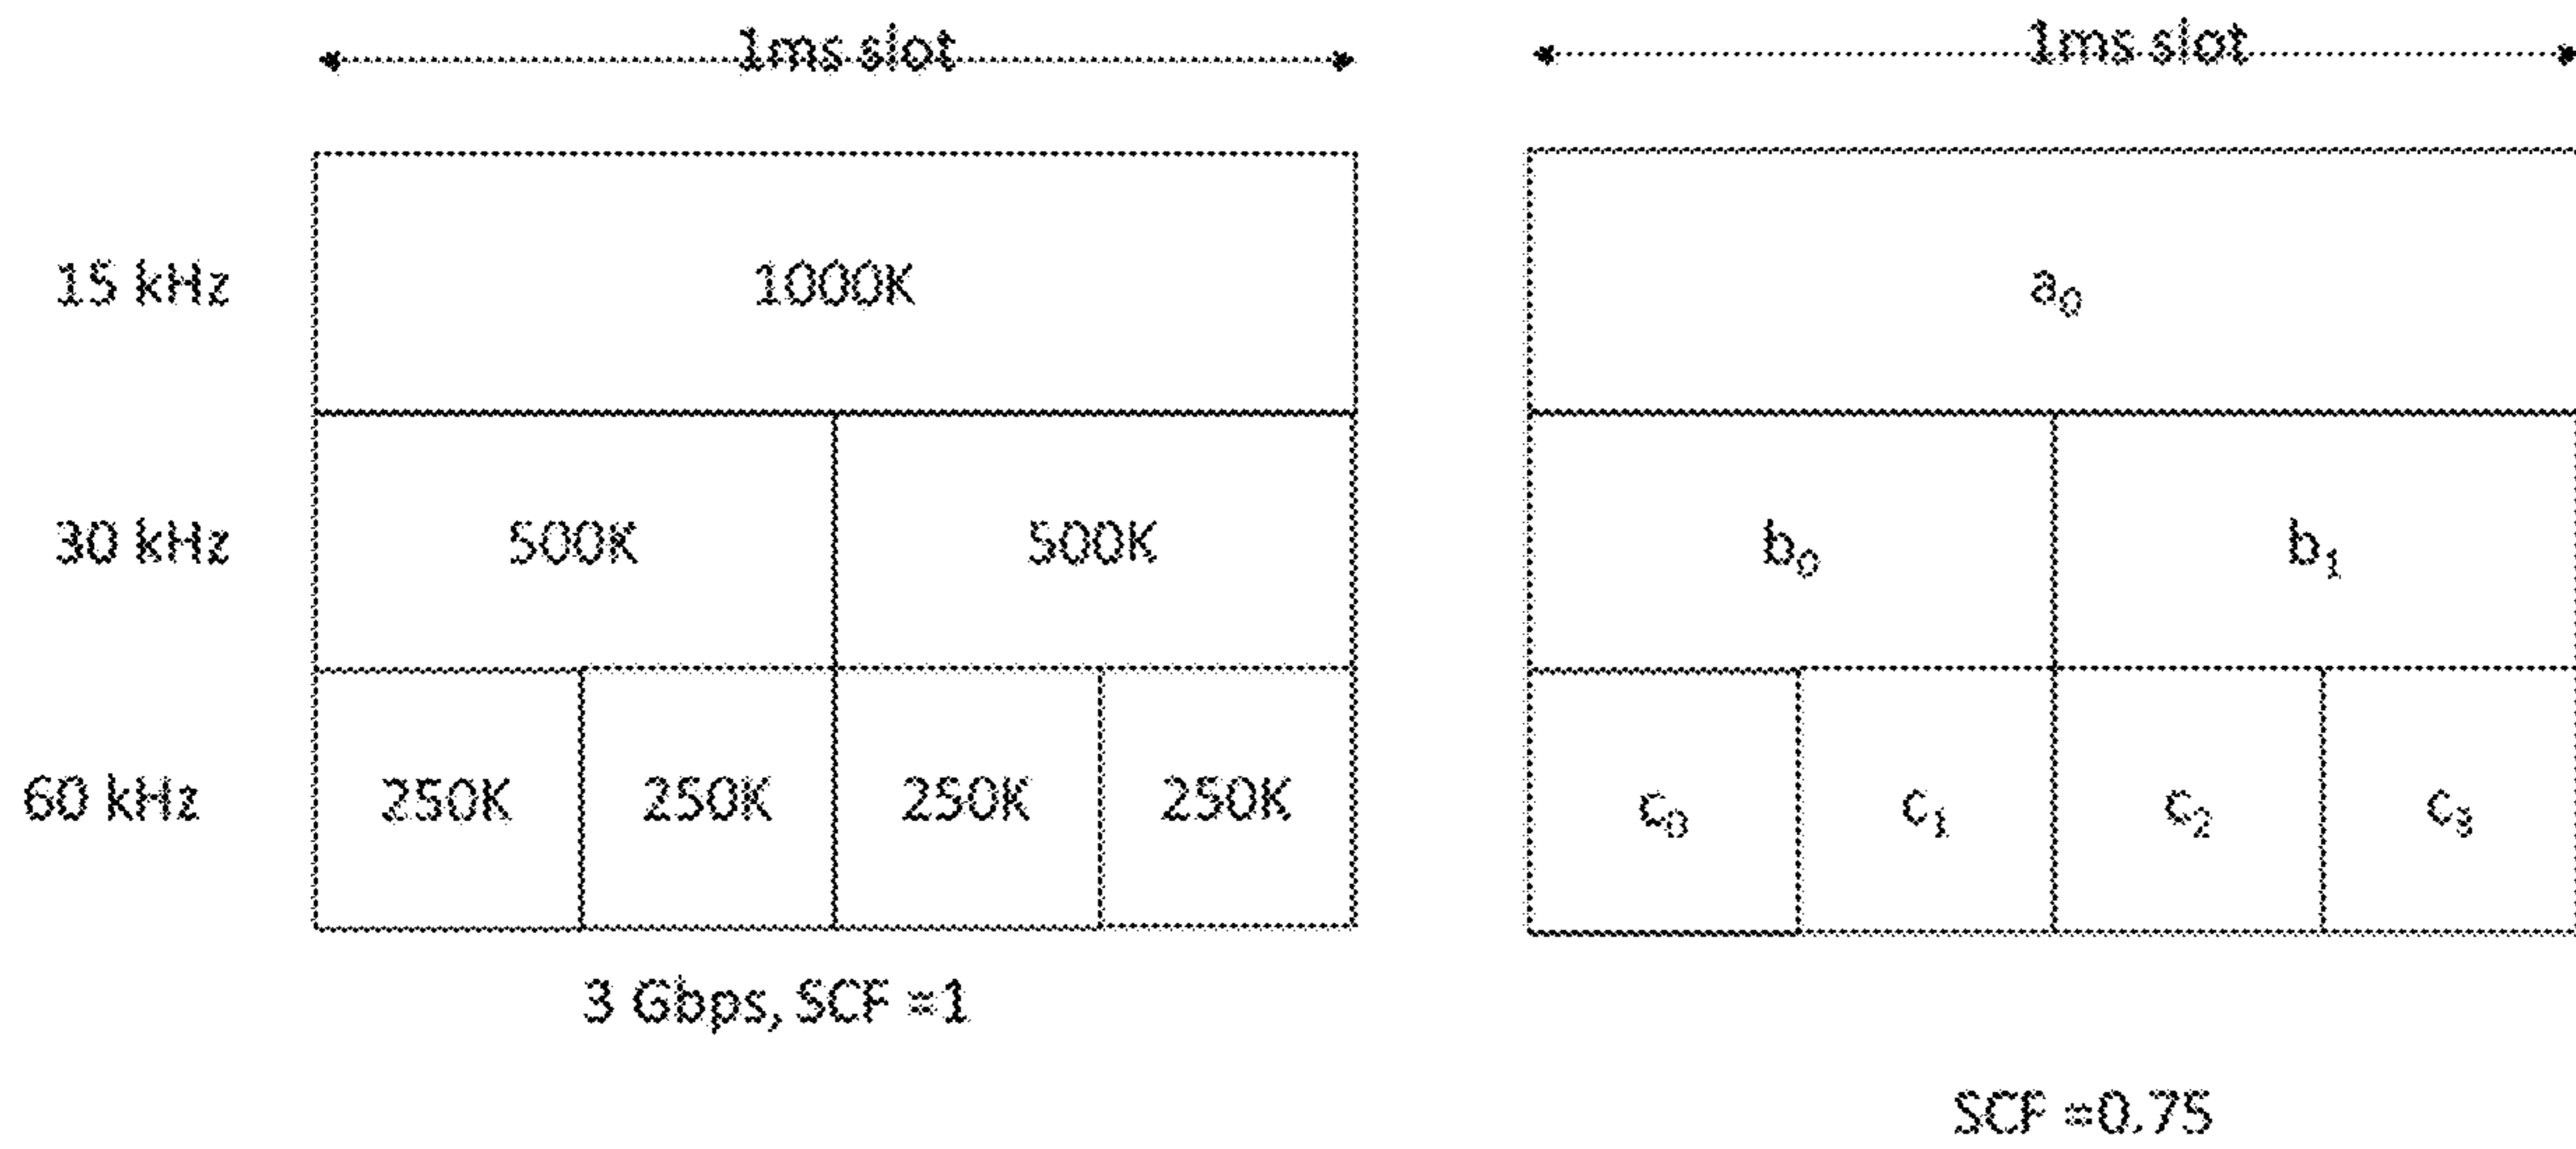 1ms slot 1ms slot
15 kHz 1000K a₀
30 kHz 500K 500K b₀ b₁
60 kHz 250K 250K 250K 250K c₀ c₁ c₂ c₃
3 Gbps, SCF =1
SCF =0.75